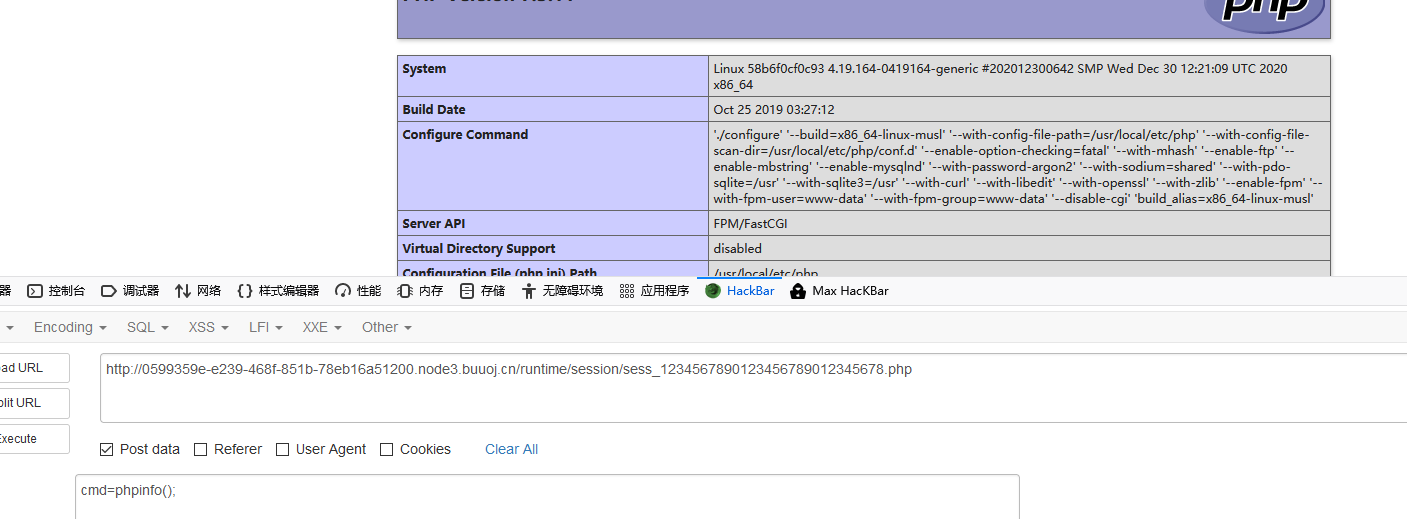 php
System
Linux 58b6f0cf0c93 4.19.164-0419164-generic #202012300642 SMP Wed Dec 30 12:21:09 UTC 2020
x86_64
Build Date
Oct 25 2019 03:27:12
Configure Command
'./configure' '--build=x86_64-linux-musl' '--with-config-file-path=/usr/local/etc/php' '--with-config-file-
scan-dir=/usr/local/etc/php/conf.d' '--enable-option-checking=fatal' '--with-mhash' '--enable-ftp' '--
enable-mbstring' '--enable-mysqlnd' '--with-password-argon2' '--with-sodium=shared' '--with-pdo-
sqlite=/usr' '--with-sqlite3=/usr' '--with-curl' '--with-libedit' '--with-openssl' '--with-zlib' '--enable-fpm' '--
with-fpm-user=www-data' '--with-fpm-group=www-data' '--disable-cgi' 'build_alias=x86_64-linux-musl'
Server API
FPM/FastCGI
Virtual Directory Support
disabled
Configuration File (php.ini) Path
/usr/local/etc/php
器 控制台 调试器 网络 样式编辑器 性能 内存 存储 无障碍环境 应用程序 HackBar Max HacKBar
Encoding SQL XSS LFI XXE Other
ad URL
http://0599359e-e239-468f-851b-78eb16a51200.node3.buuoj.cn/runtime/session/sess_1234567890123456789012345678.php
plit URL
Execute
Post data Referer User Agent Cookies Clear All
cmd=phpinfo();